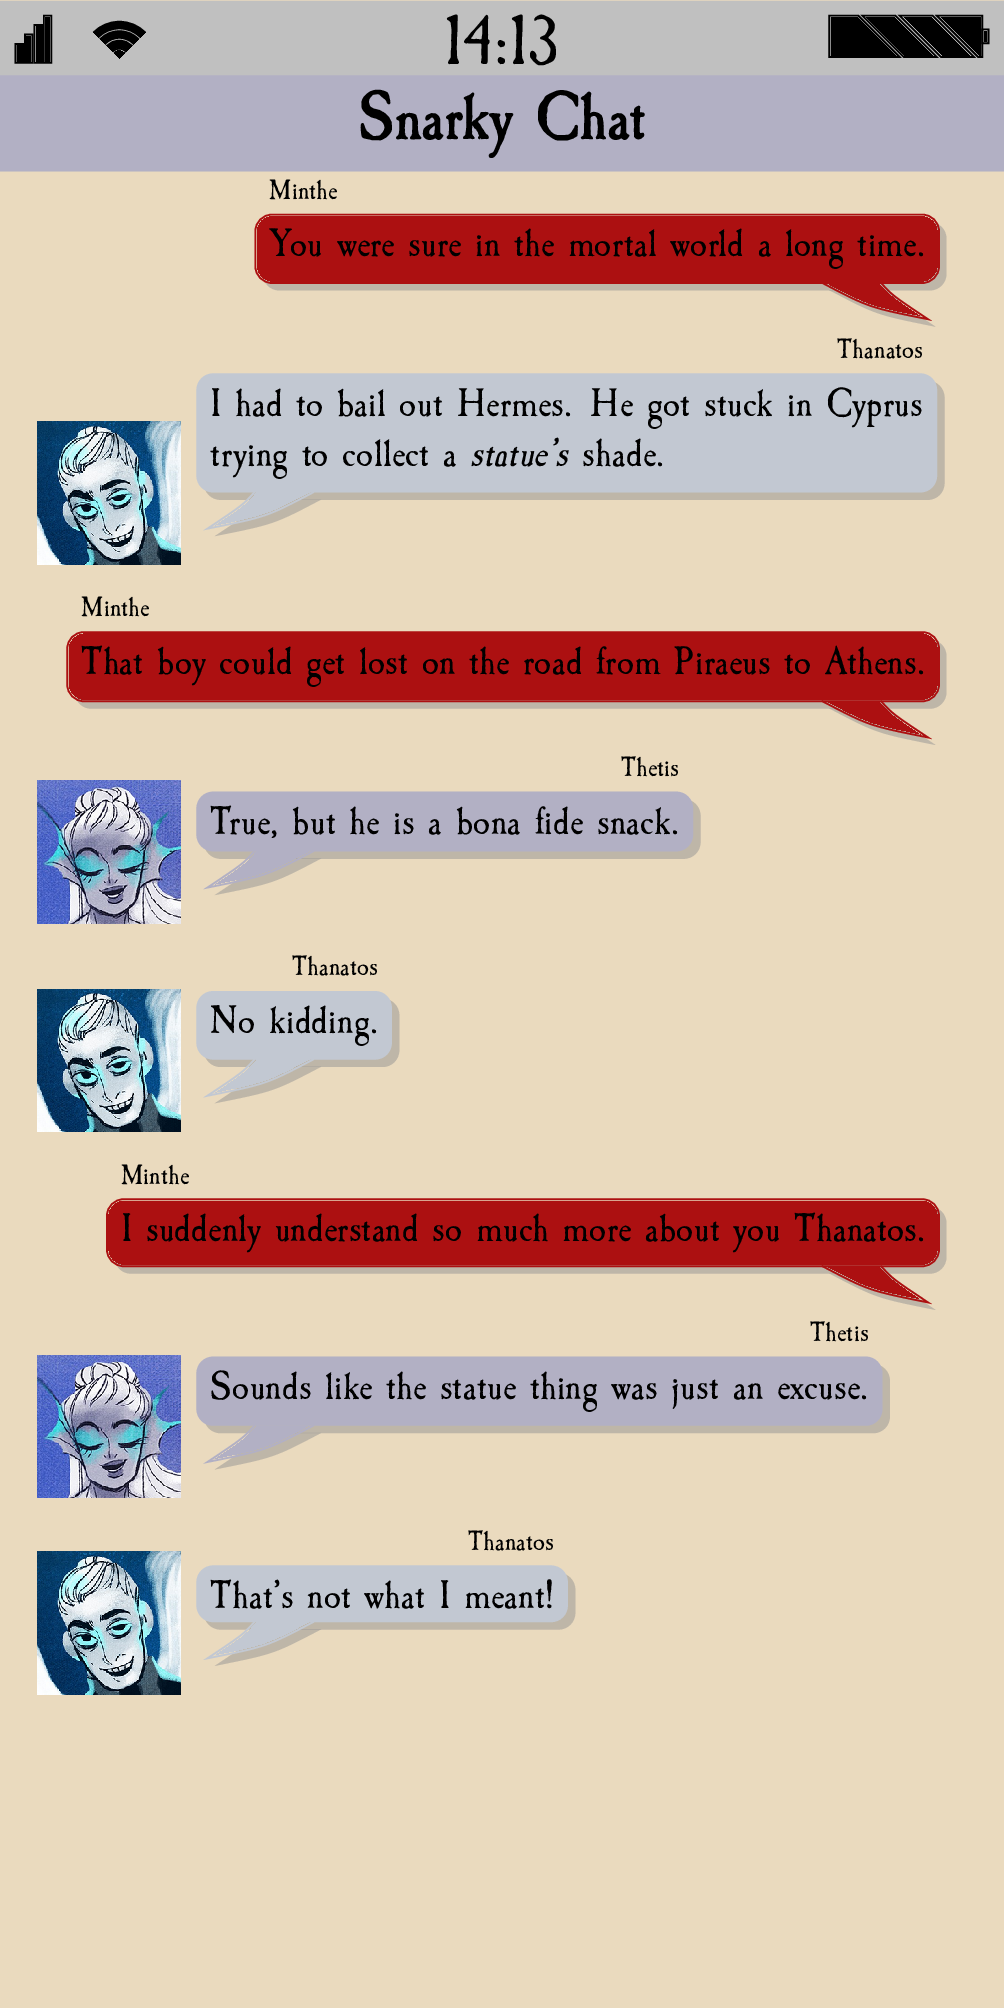 14:13
Snarky Chat
Minthe
You were sure in the mortal world a long time.
Thanatos
I had to bail out Hermes. He got stuck in Cyprus
trying to collect a statue's shade.
Minthe
That boy could get lost on the road from Piraeus to Athens.
Thetis
True, but he is a bona fide snack.
Thanatos
No kidding.
Minthe
I suddenly understand so much more about you Thanatos.
Thetis
Sounds like the statue thing was just an excuse.
Thanatos
That's not what I meant!